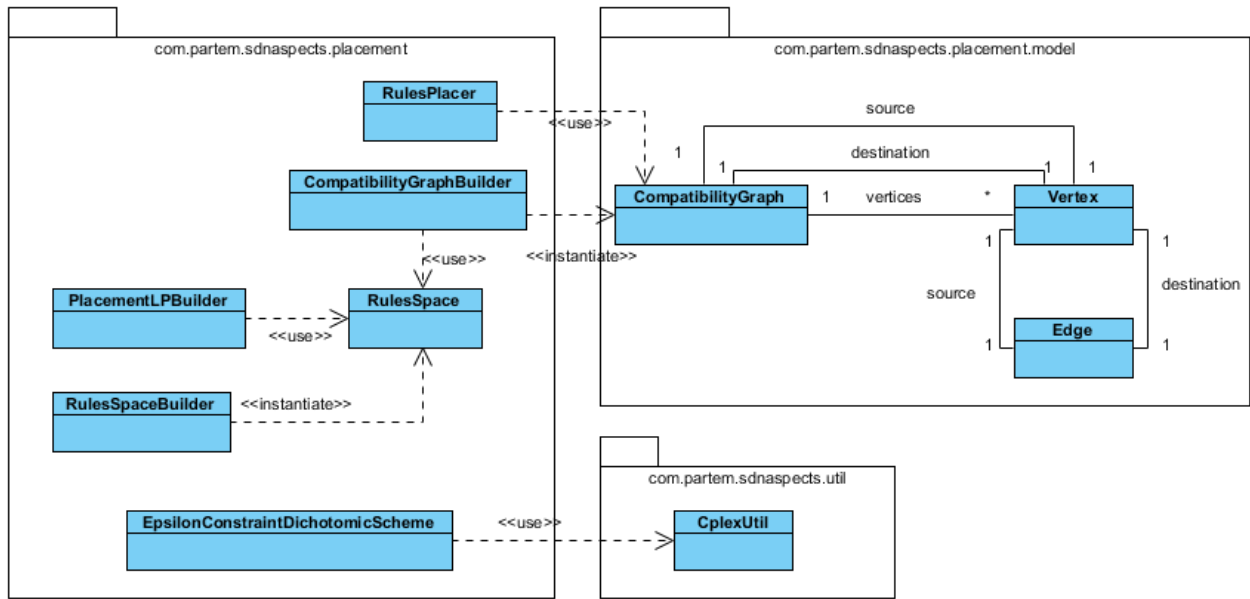 com.partem.sdnaspects.placement
RulesPlacer
<<use>>
CompatibilityGraphBuilder
<<instantiate>>
<<use>>
PlacementLPBuilder
<<use>>
RulesSpace
RulesSpaceBuilder
<<instantiate>>
EpsilonConstraintDichotomicScheme
<<use>>
com.partem.sdnaspects.placement.model
source
1
1
destination
1
1
CompatibilityGraph
1
vertices
*
Vertex
1
1
source
destination
1
1
Edge
com.partem.sdnaspects.util
CplexUtil